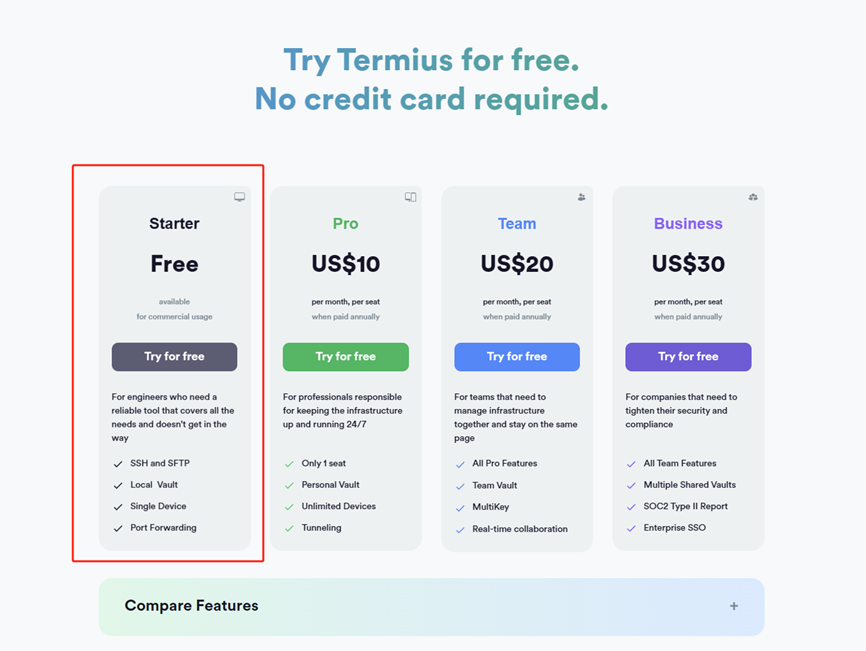 Try Termius for free.
No credit card required.
Starter
Free
available
for commercial usage
Try for free
For engineers who need a
reliable tool that covers all the
needs and doesn't get in the
way
SSH and SFTP
Local Vault
Single Device
Port Forwarding
Pro
US$10
per month, per seat
when paid annually
Try for free
For professionals responsible
for keeping the infrastructure
up and running 24/7
Only 1 seat
Personal Vault
Unlimited Devices
Tunneling
Team
US$20
per month, per seat
when paid annually
Try for free
For teams that need to
manage infrastructure
together and stay on the same
page
All Pro Features
Team Vault
MultiKey
Real-time collaboration
Business
US$30
per month, per seat
when paid annually
Try for free
For companies that need to
tighten their security and
compliance
All Team Features
Multiple Shared Vaults
SOC2 Type II Report
Enterprise SSO
Compare Features +